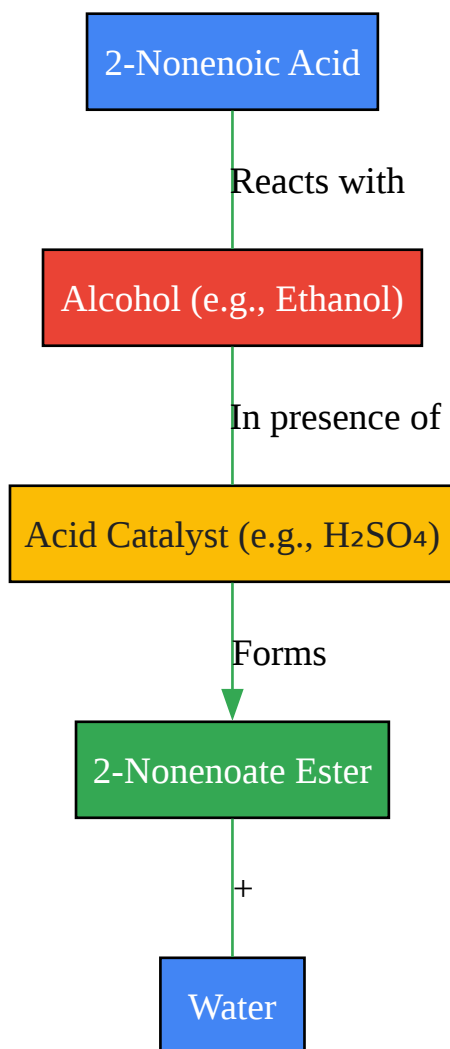 2-Nonenoic Acid
Reacts with
Alcohol (e.g., Ethanol)
In presence of
Acid Catalyst (e.g., H₂SO₄)
Forms
2-Nonenoate Ester
+
Water